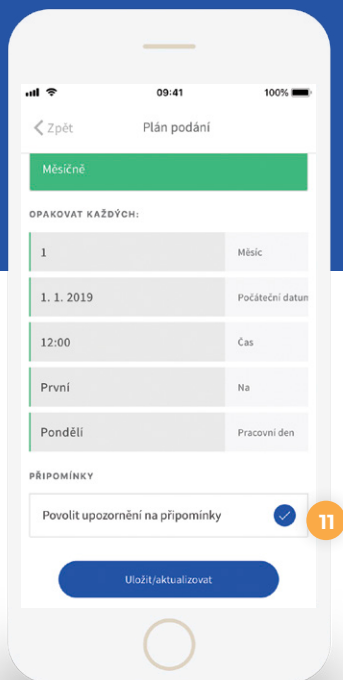 09:41
100%
Zpět
Plán podání
Měsíčně
OPAKOVAT KAŽDÝCH:
1 Měsíc
1. 1. 2019 Počáteční datum
12:00 Čas
První Na
Pondělí Pracovní den
PŘIPOMÍNKY
Povolit upozornění na připomínky
11
Uložit/aktualizovat